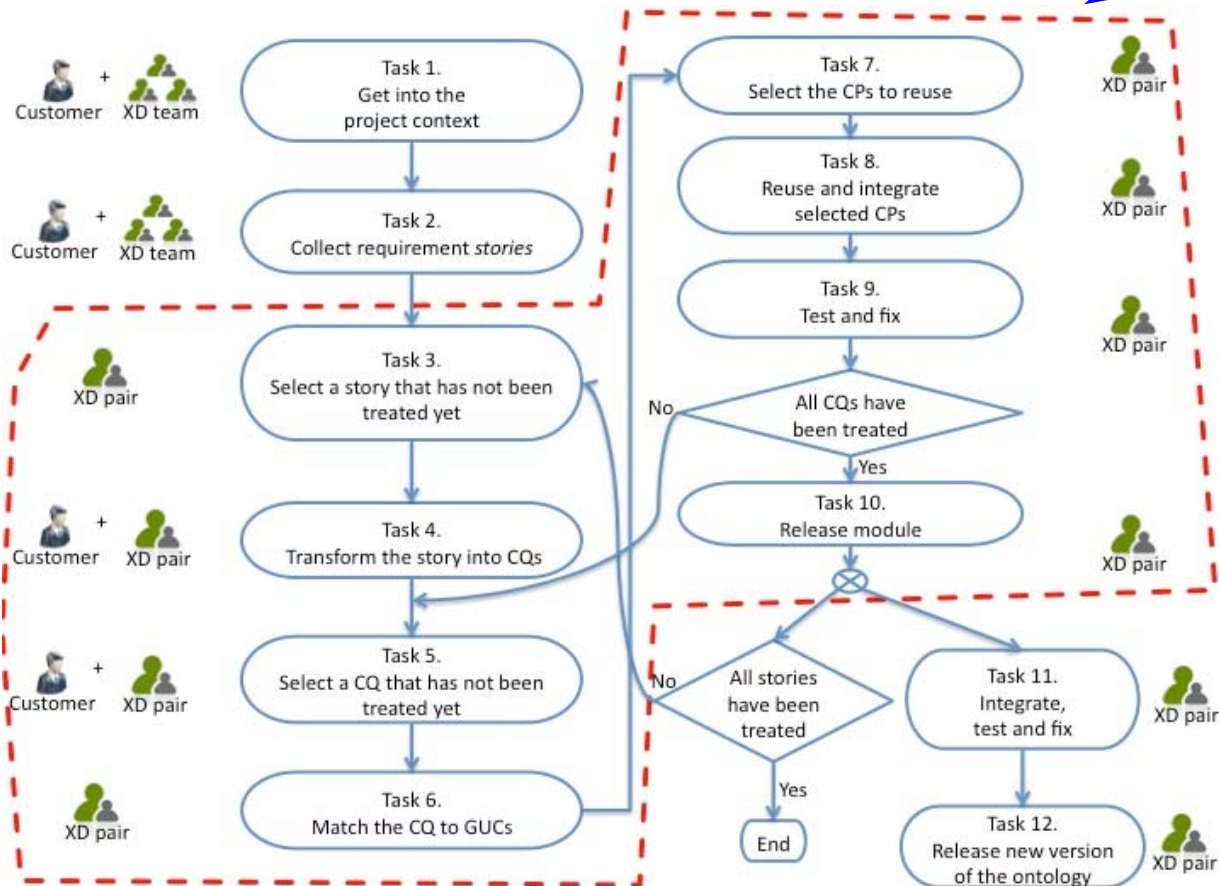 Customer
+
XD team
Task 1.
Get into the
project context
Customer
+
XD team
Task 2.
Collect requirement stories
XD pair
Task 3.
Select a story that has not been
treated yet
Customer
+
XD pair
Task 4.
Transform the story into CQs
Customer
+
XD pair
Task 5.
Select a CQ that has not been
treated yet
XD pair
Task 6.
Match the CQ to GUCs
Task 7.
Select the CPs to reuse
XD pair
Task 8.
Reuse and integrate
selected CPs
XD pair
Task 9.
Test and fix
XD pair
No
All CQs have
been treated
Yes
Task 10.
Release module
XD pair
No
All stories
have been
treated
Yes
End
Task 11.
Integrate,
test and fix
XD pair
Task 12.
Release new version
of the ontology
XD pair